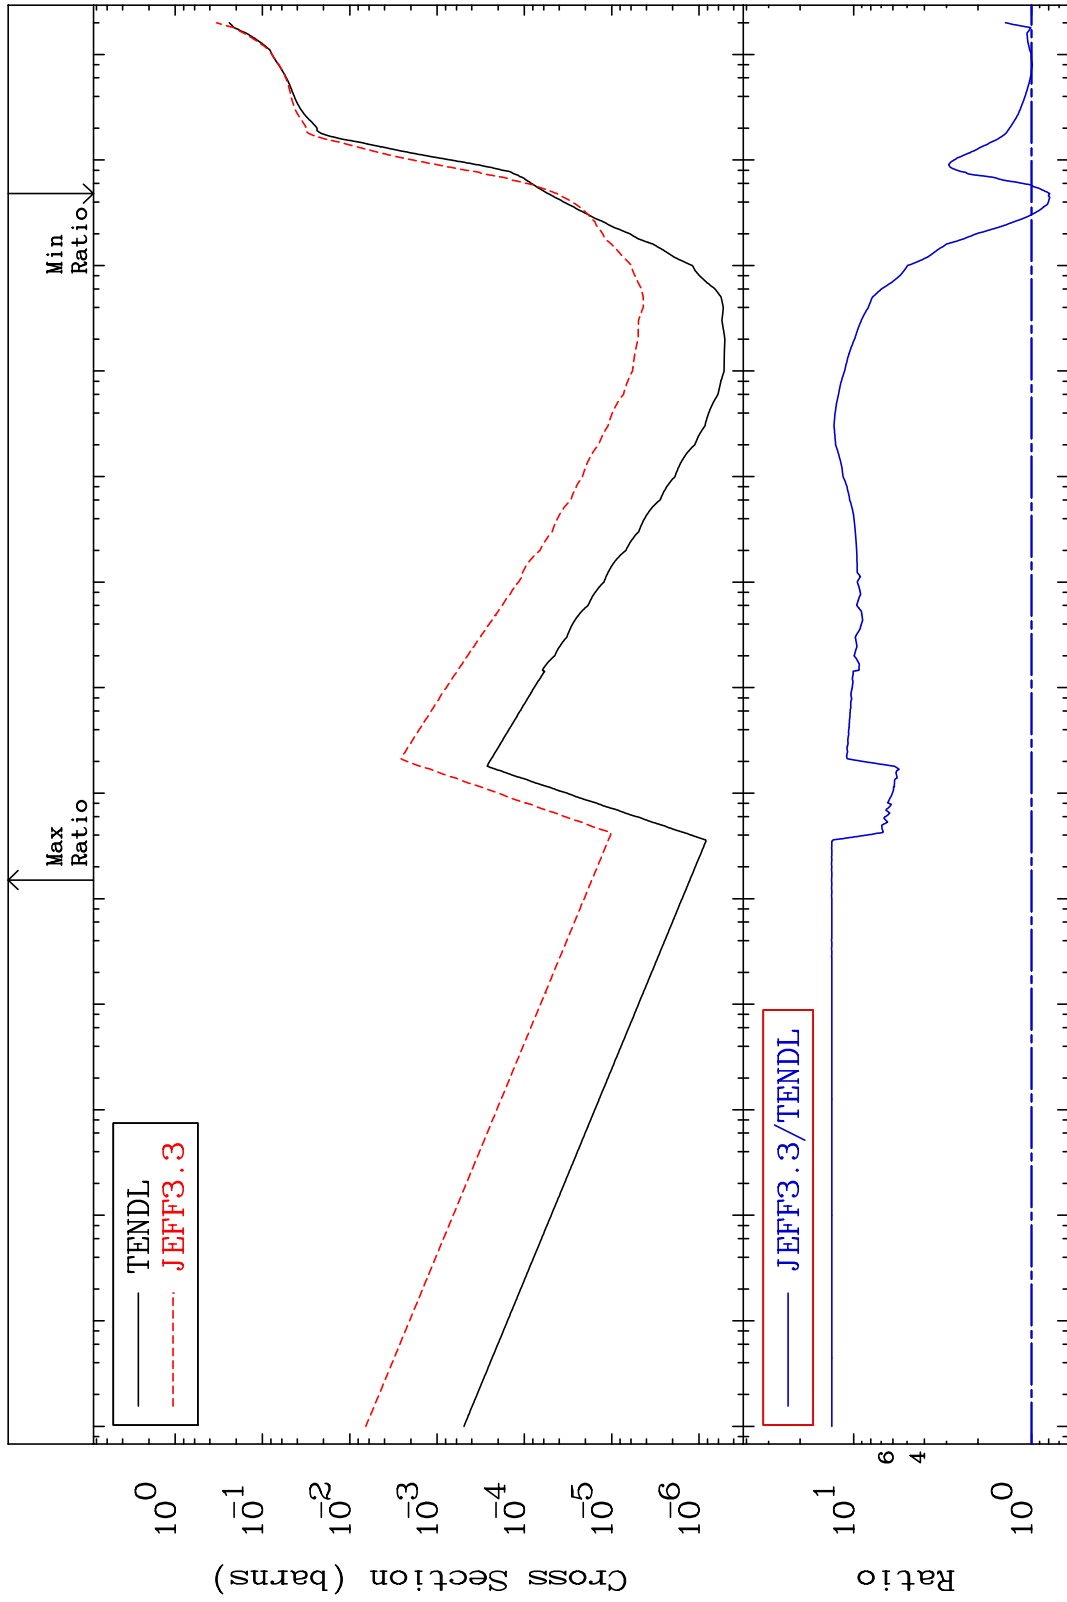 Max
Ratio
Min
Ratio
Cross Section (barns)
10^0
10^-1
10^-2
10^-3
10^-4
10^-5
10^-6
TENDL
JEFF3.3
Ratio
10^1
6
4
10^0
JEFF3.3/TENDL